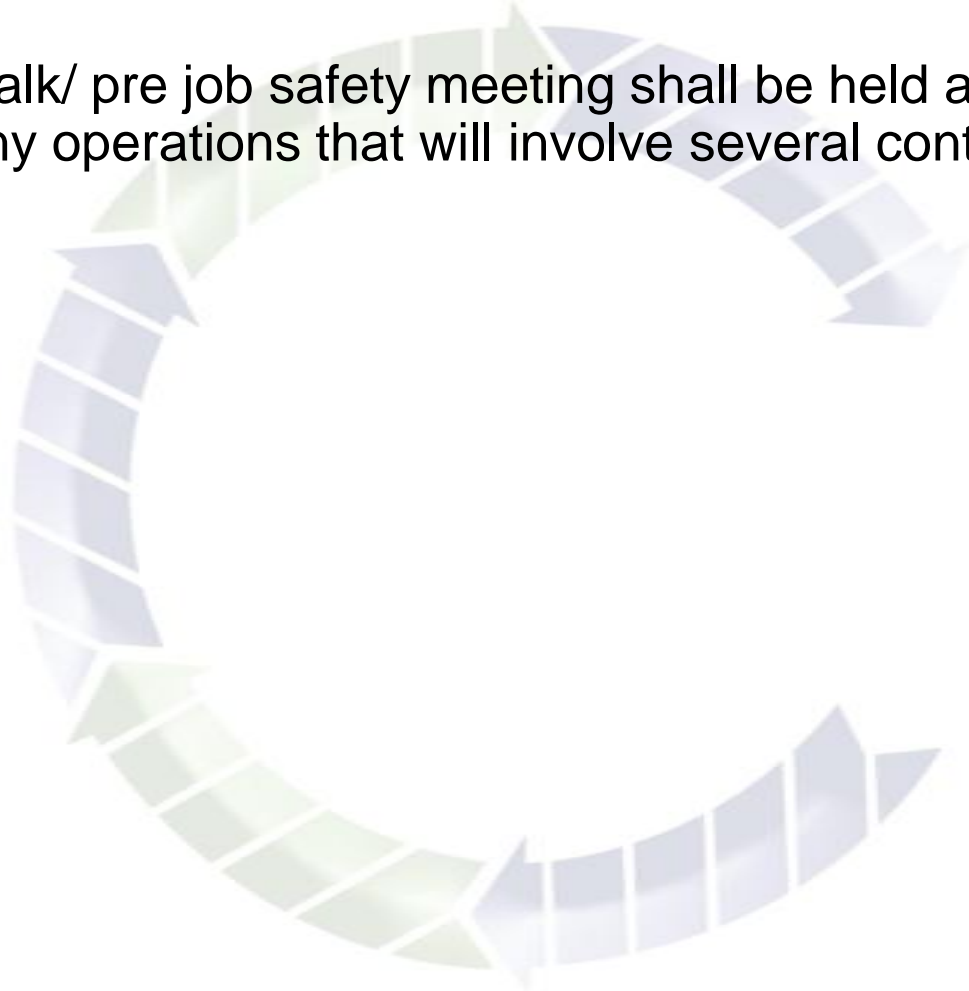 alk/ pre job safety meeting shall be held a
ny operations that will involve several cont